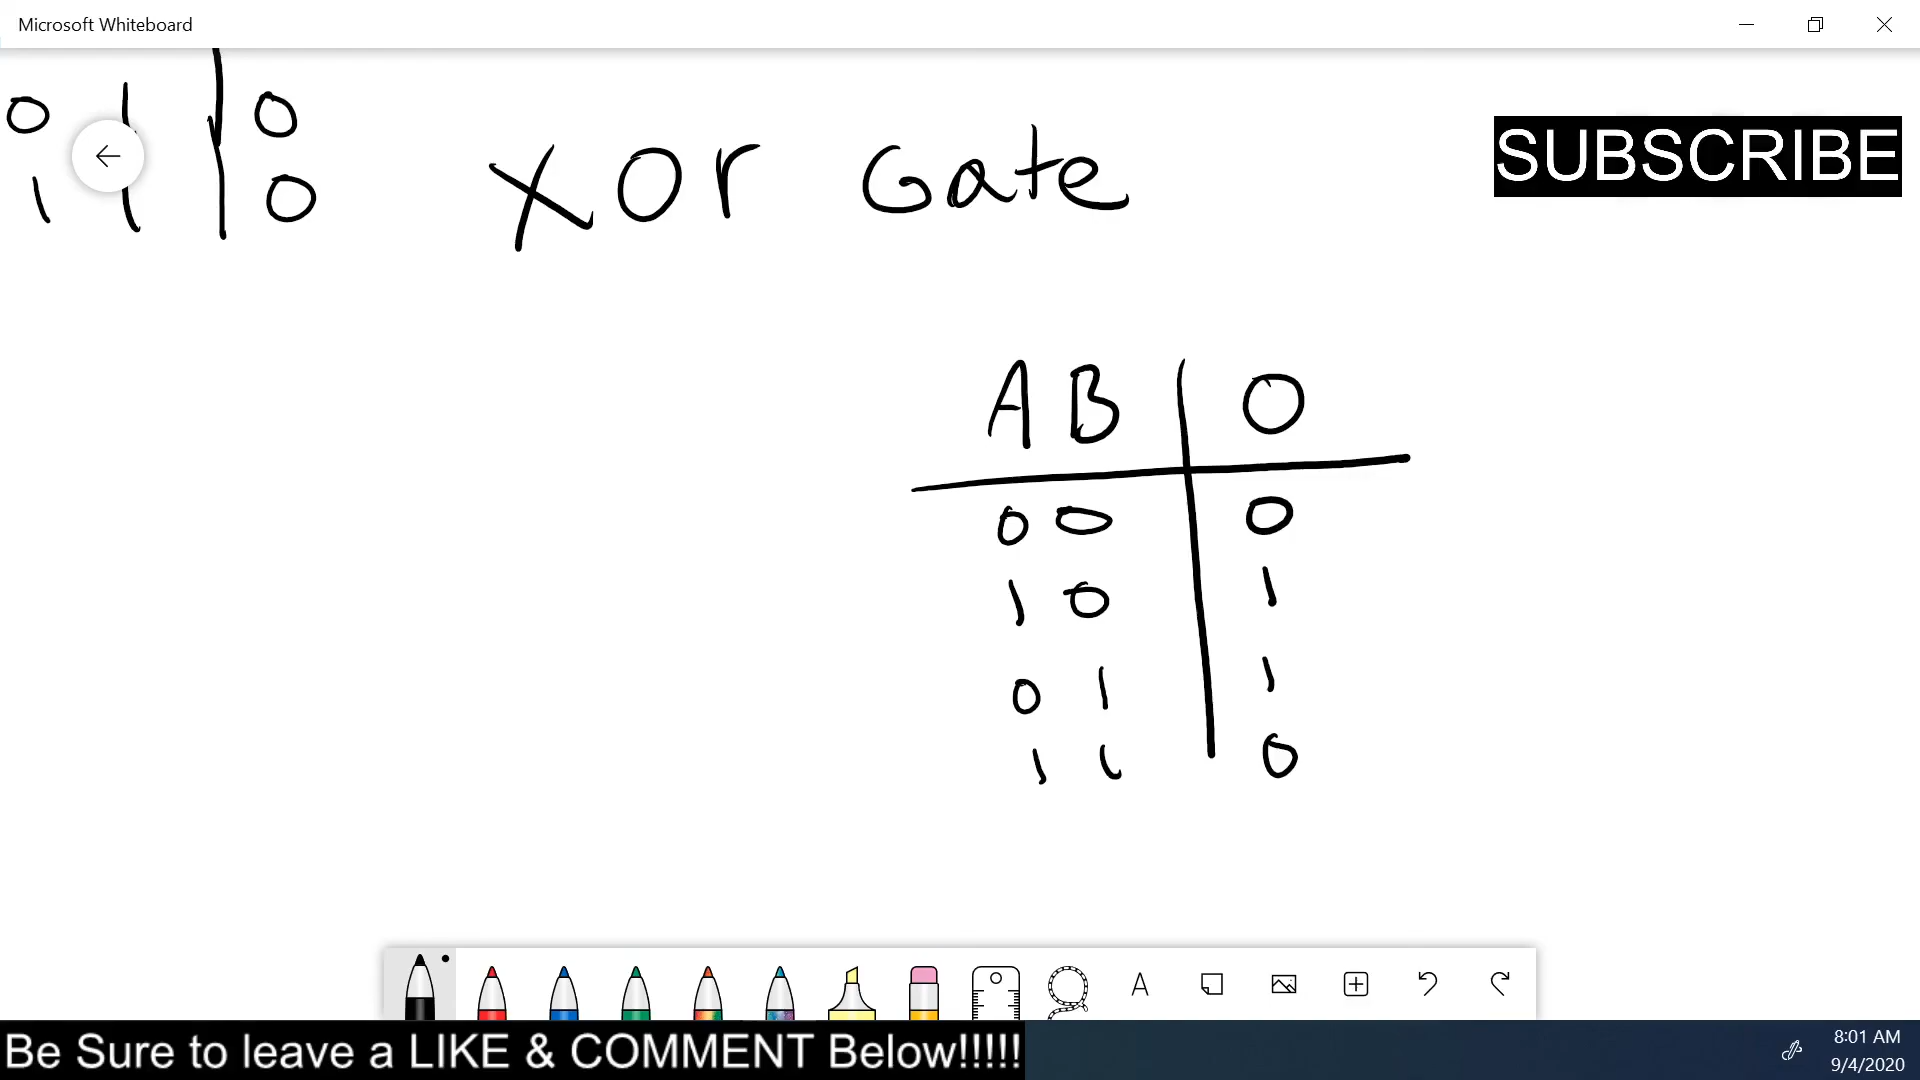 Microsoft Whiteboard
0 1 | 0
1 1 | 0
XOr Gate
SUBSCRIBE
A B | O
0 0 | 0
1 0 | 1
0 1 | 1
1 1 | 0
A
Be Sure to leave a LIKE & COMMENT Below!!!!!
8:01 AM
9/4/2020